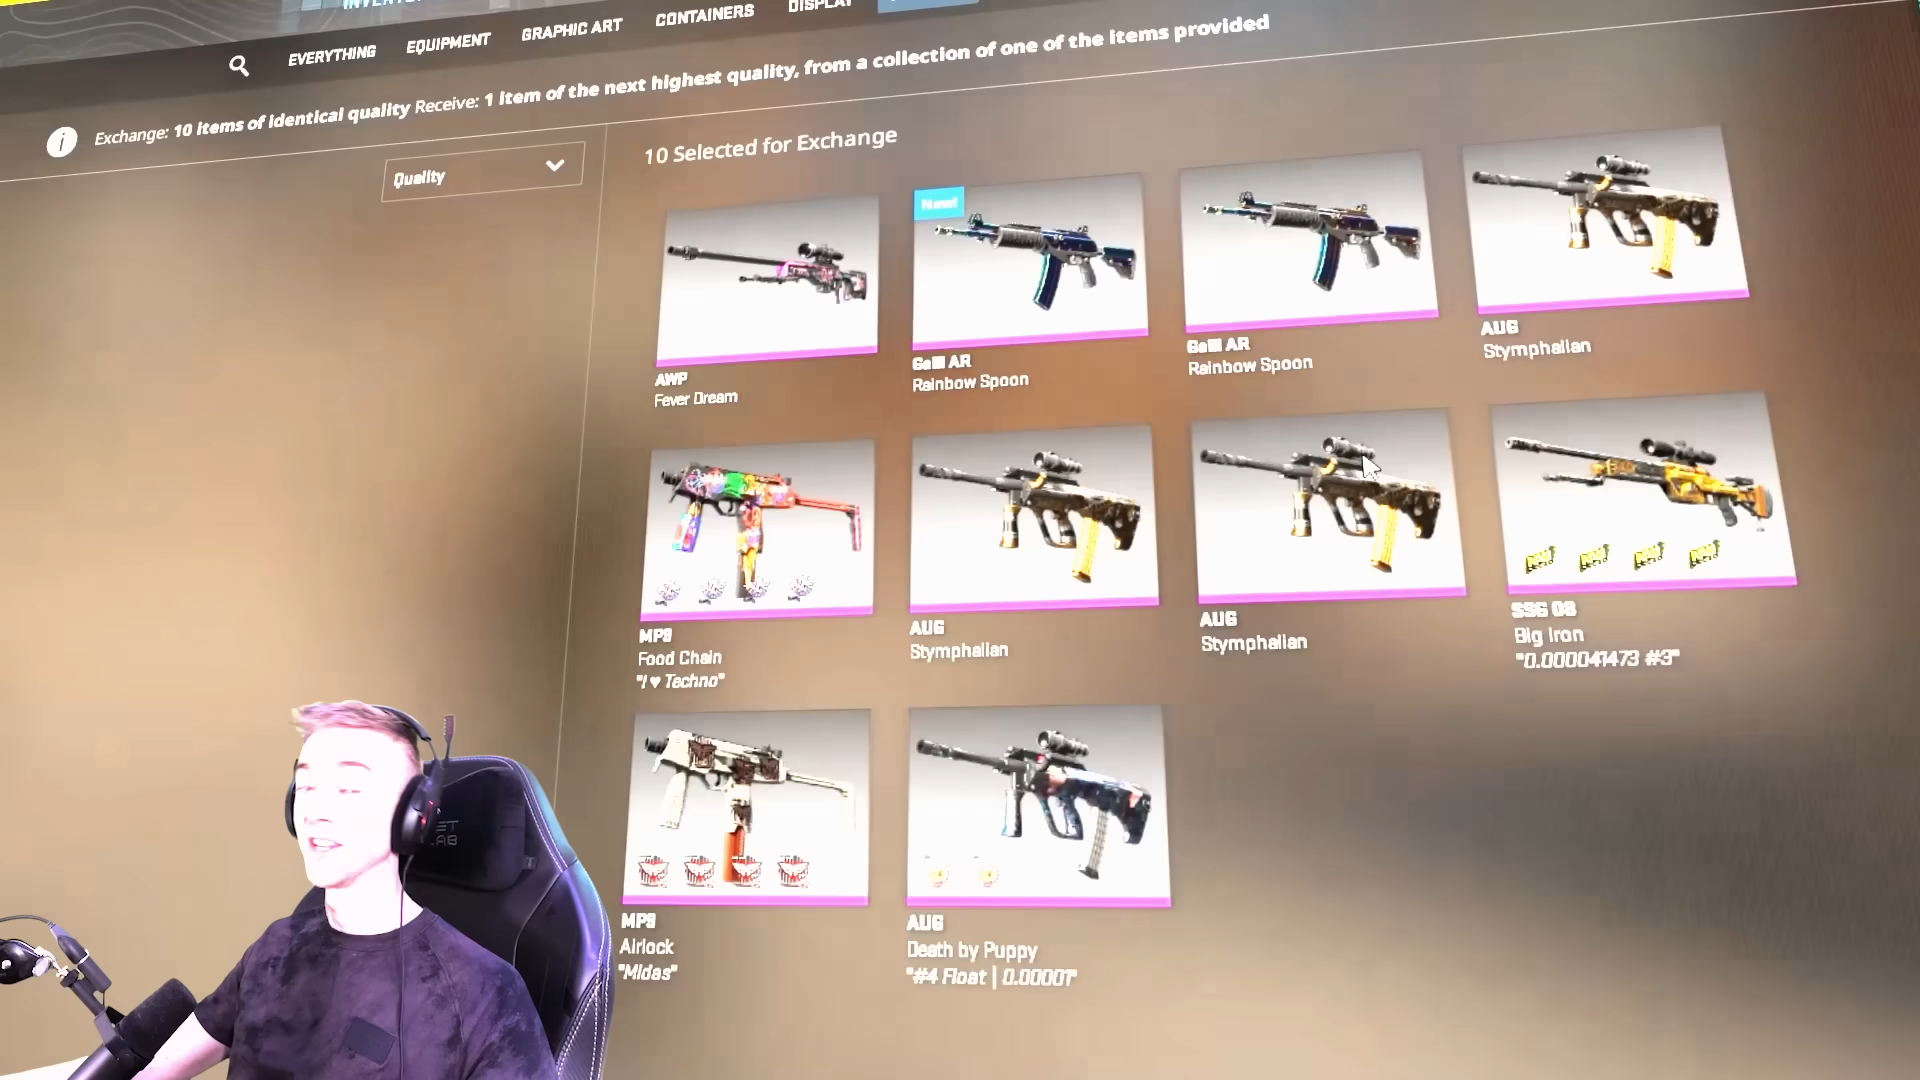 EVERYTHING EQUIPMENT GRAPHIC ART CONTAINERS DISPLAY
Exchange: 10 items of identical quality Receive: 1 item of the next highest quality, from a collection of one of the items provided
Quality
10 Selected for Exchange
New!
AWP
Fever Dream
Galil AR
Rainbow Spoon
Galil AR
Rainbow Spoon
AUG
Stymphalian
MP9
Food Chain
"I ♥ Techno"
AUG
Stymphalian
AUG
Stymphalian
SSG 08
Big Iron
"0.000041473 #3"
MP9
Airlock
"Midas"
AUG
Death by Puppy
"#4 Float | 0.00001"